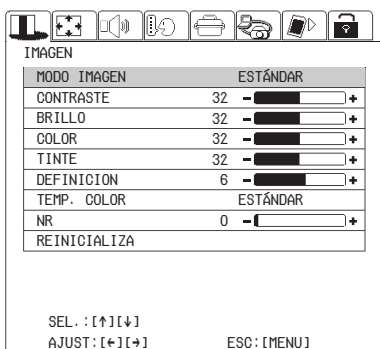 IMAGEN
MODO IMAGEN ESTÁNDAR
CONTRASTE 32 - +
BRILLO 32 - +
COLOR 32 - +
TINTE 32 - +
DEFINICION 6 - +
TEMP. COLOR ESTÁNDAR
NR 0 - +
REINICIALIZA
SEL.:[↑][↓]
AJUST:[←][→] ESC:[MENU]